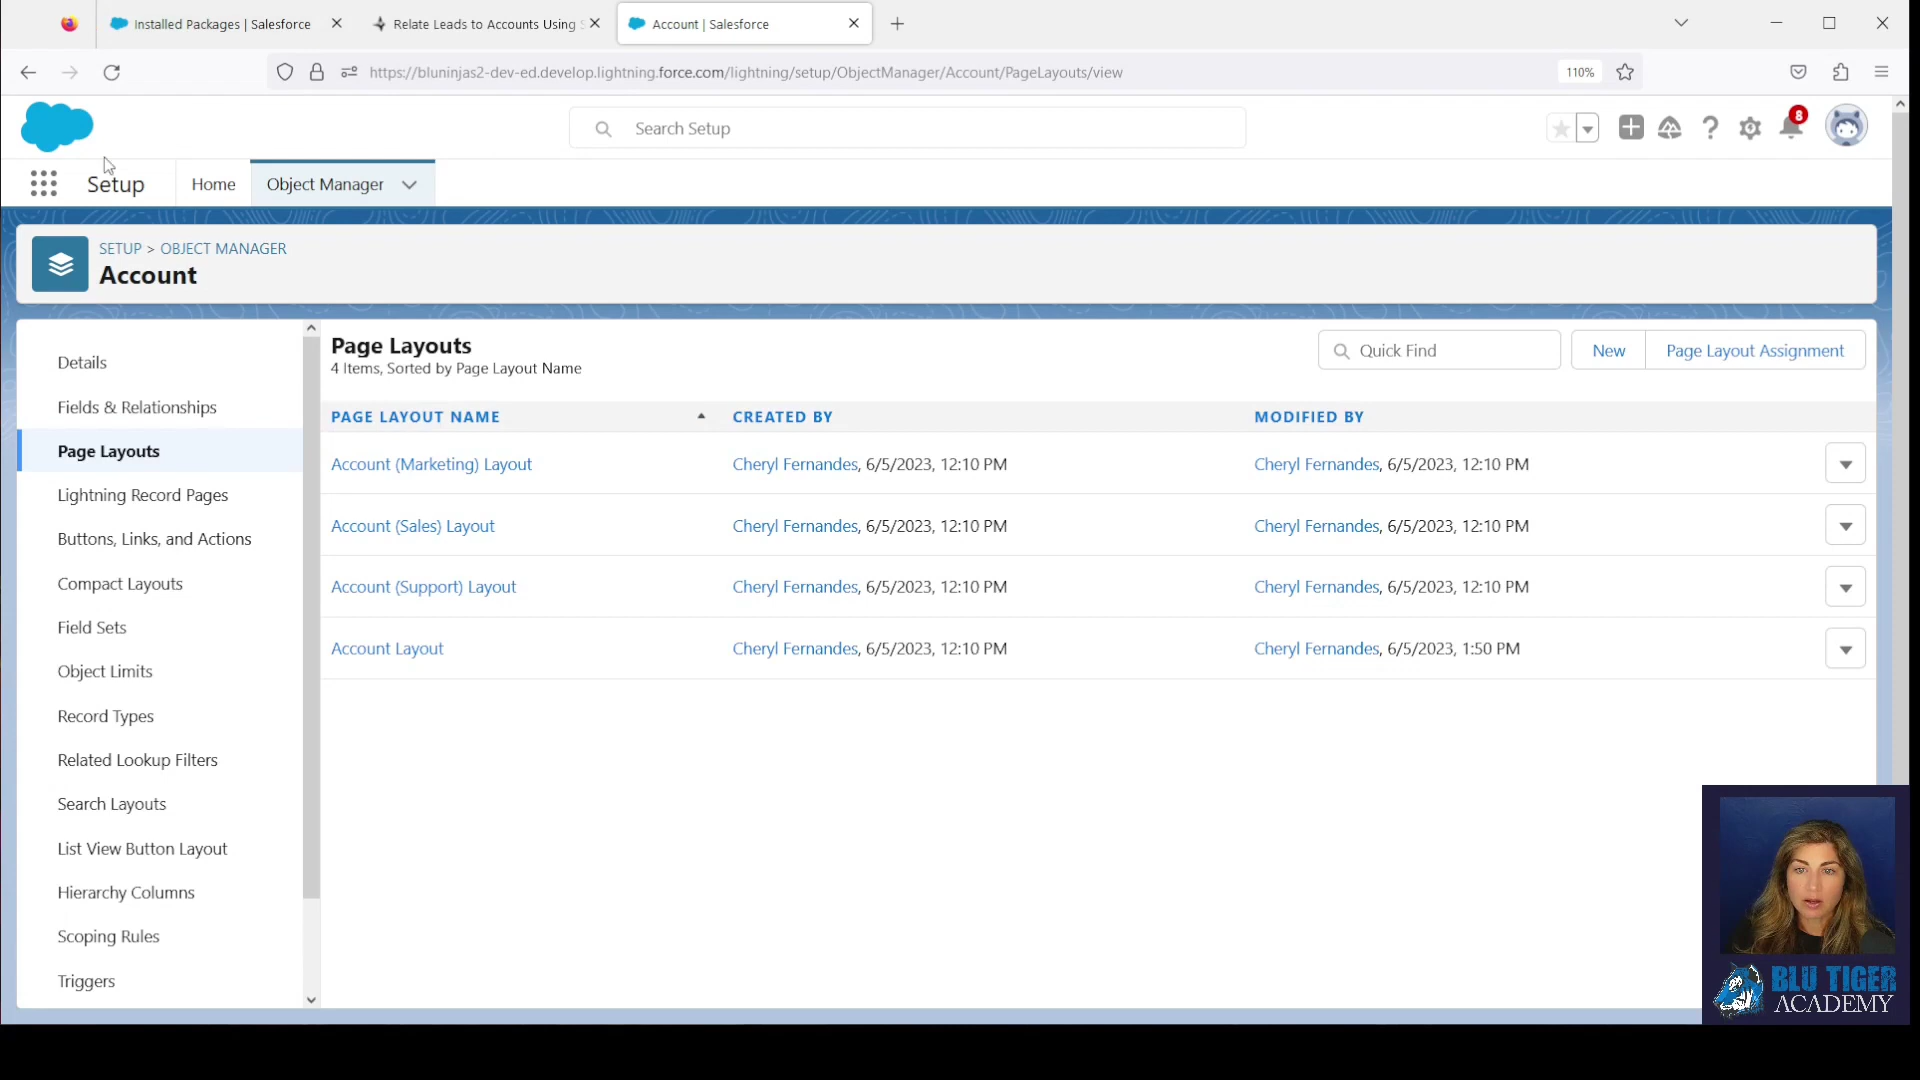 Installed Packages | Salesforce
Relate Leads to Accounts Using S
Account | Salesforce
https://bluninjas2-dev-ed.develop.lightning.force.com/lightning/setup/ObjectManager/Account/PageLayouts/view
110%
Search Setup
8
Setup
Home
Object Manager
SETUP > OBJECT MANAGER
Account
Details
Fields & Relationships
Page Layouts
Lightning Record Pages
Buttons, Links, and Actions
Compact Layouts
Field Sets
Object Limits
Record Types
Related Lookup Filters
Search Layouts
List View Button Layout
Hierarchy Columns
Scoping Rules
Triggers
Page Layouts
4 Items, Sorted by Page Layout Name
Quick Find
New
Page Layout Assignment
PAGE LAYOUT NAME CREATED BY MODIFIED BY
Account (Marketing) Layout Cheryl Fernandes, 6/5/2023, 12:10 PM Cheryl Fernandes, 6/5/2023, 12:10 PM
Account (Sales) Layout Cheryl Fernandes, 6/5/2023, 12:10 PM Cheryl Fernandes, 6/5/2023, 12:10 PM
Account (Support) Layout Cheryl Fernandes, 6/5/2023, 12:10 PM Cheryl Fernandes, 6/5/2023, 12:10 PM
Account Layout Cheryl Fernandes, 6/5/2023, 12:10 PM Cheryl Fernandes, 6/5/2023, 1:50 PM
BLU TIGER
ACADEMY